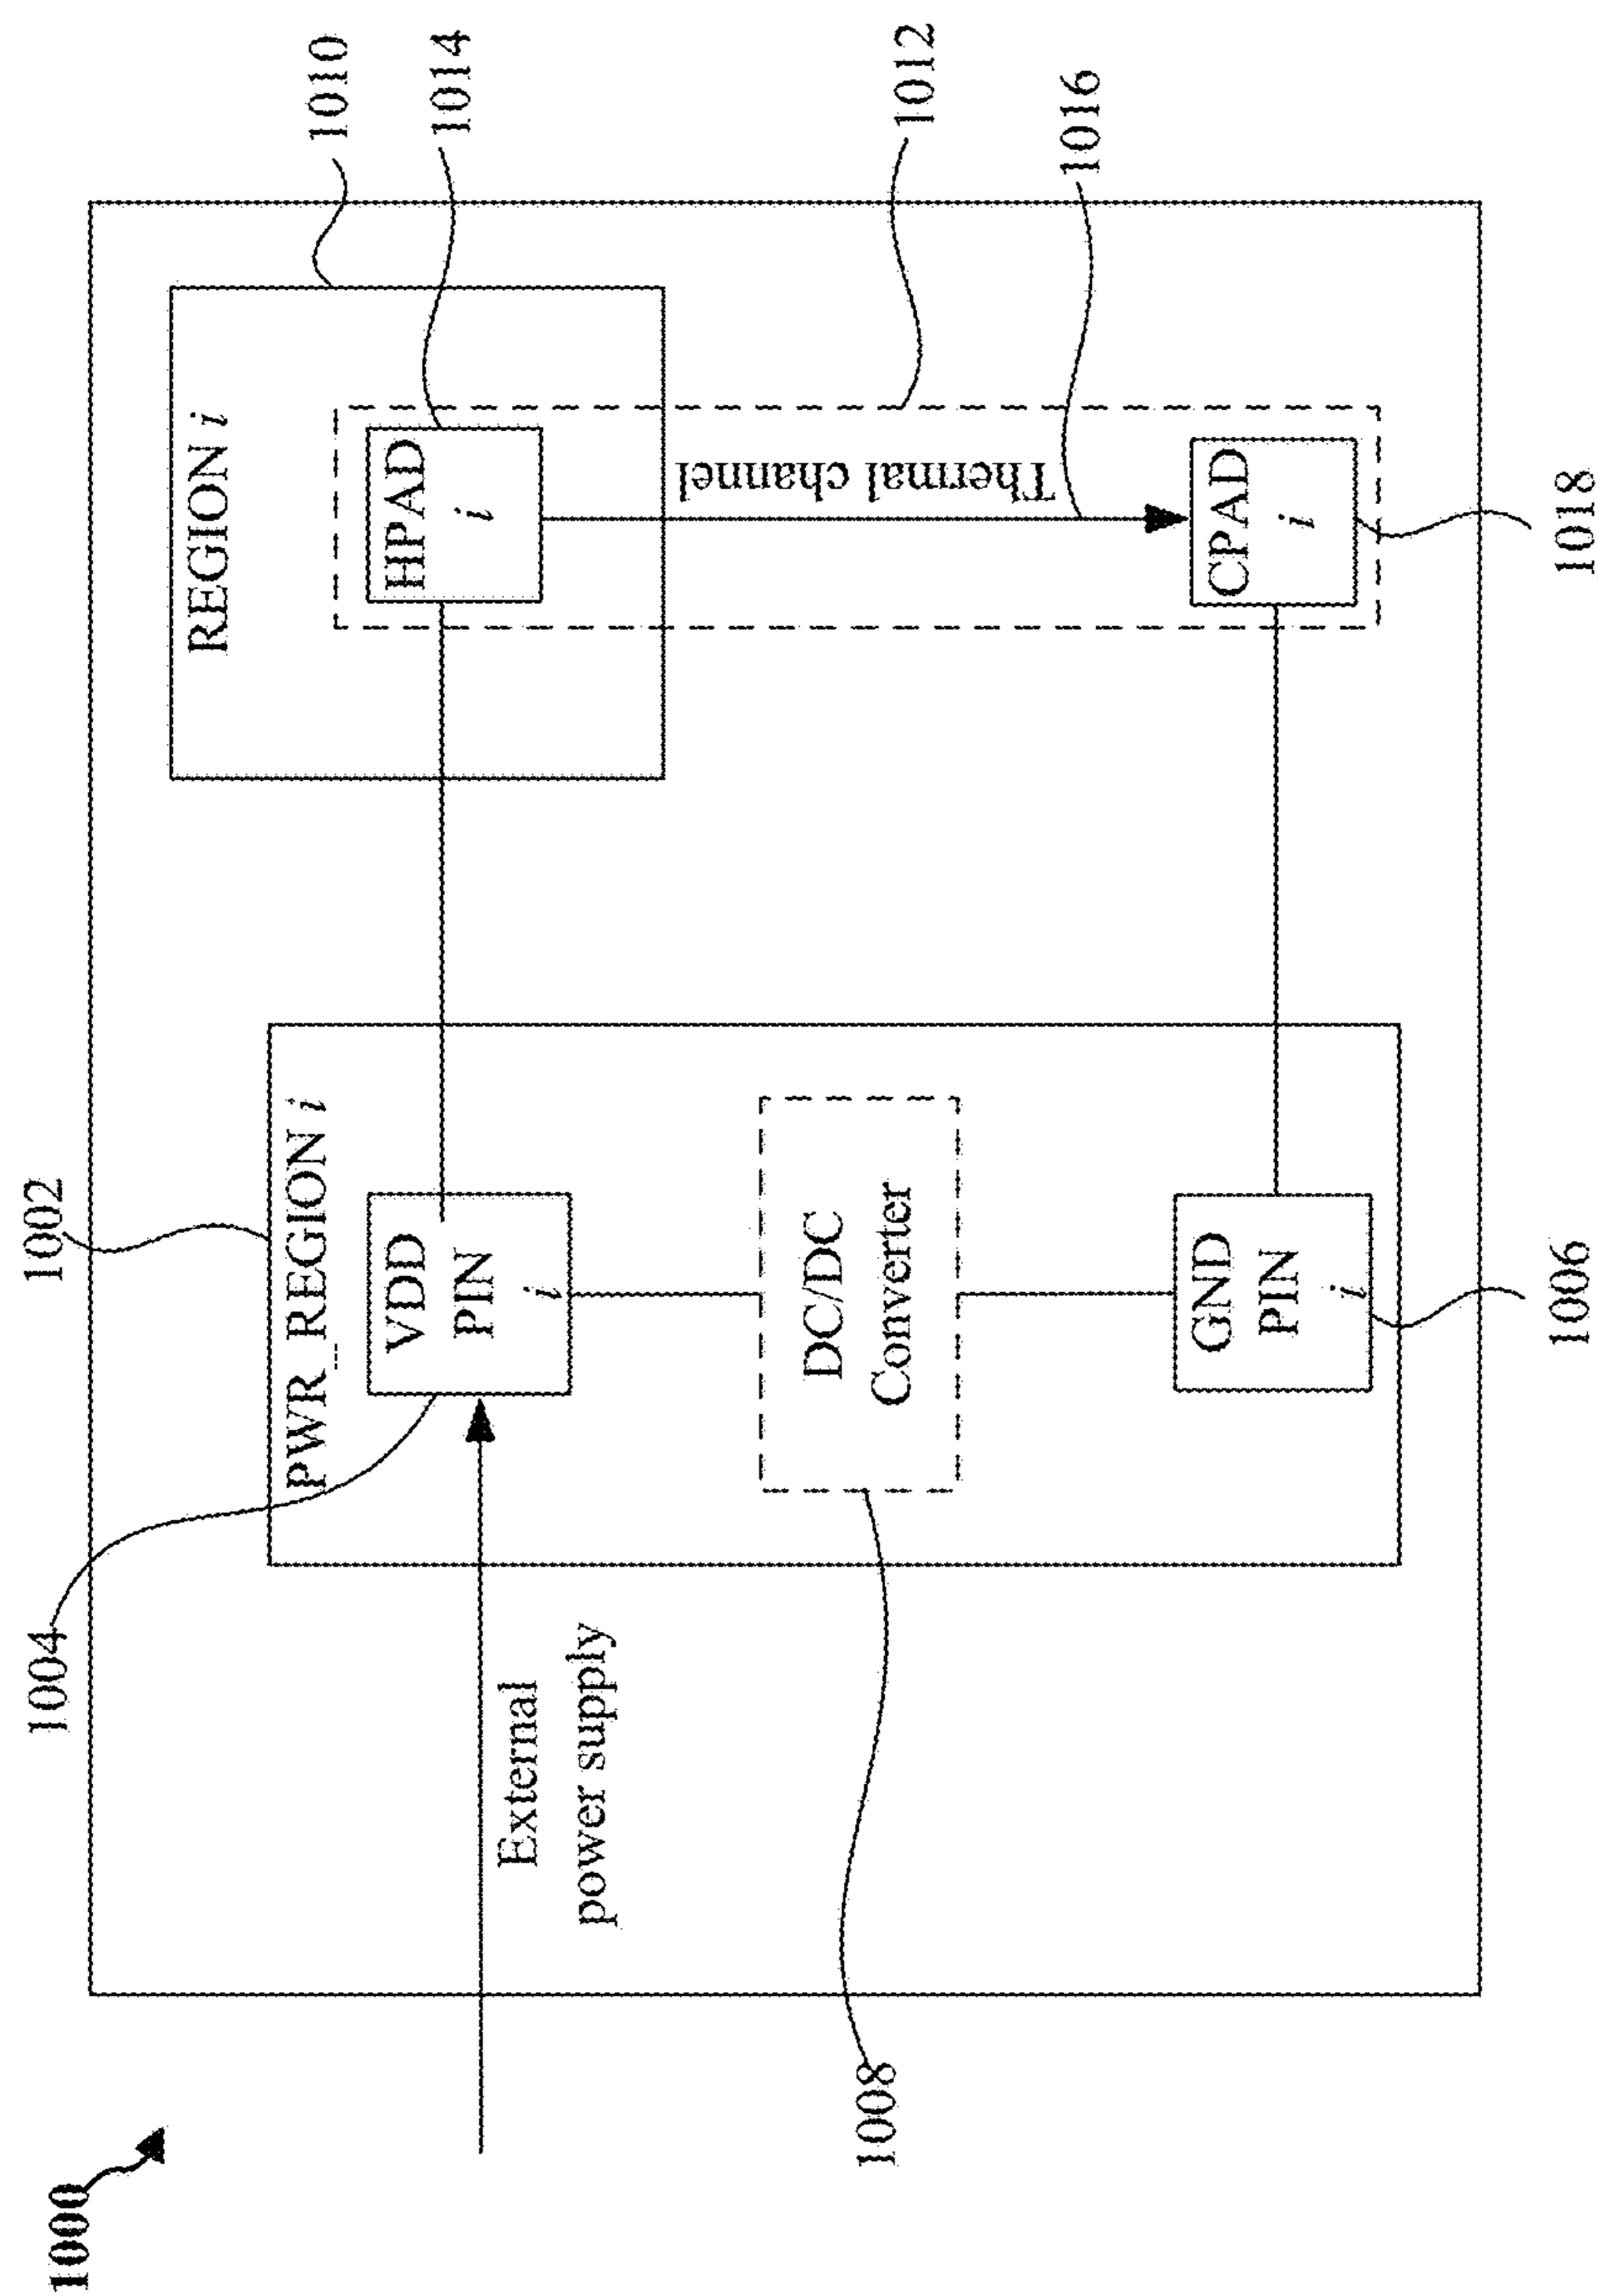 1000
1010
1014
1012
1016
REGION i
HPAD
i
Thermal channel
CPAD
i
1018
1002
PWR_REGION i
VDD
PIN
i
DC/DC
Converter
GND
PIN
i
1006
1004
External
power supply
1008